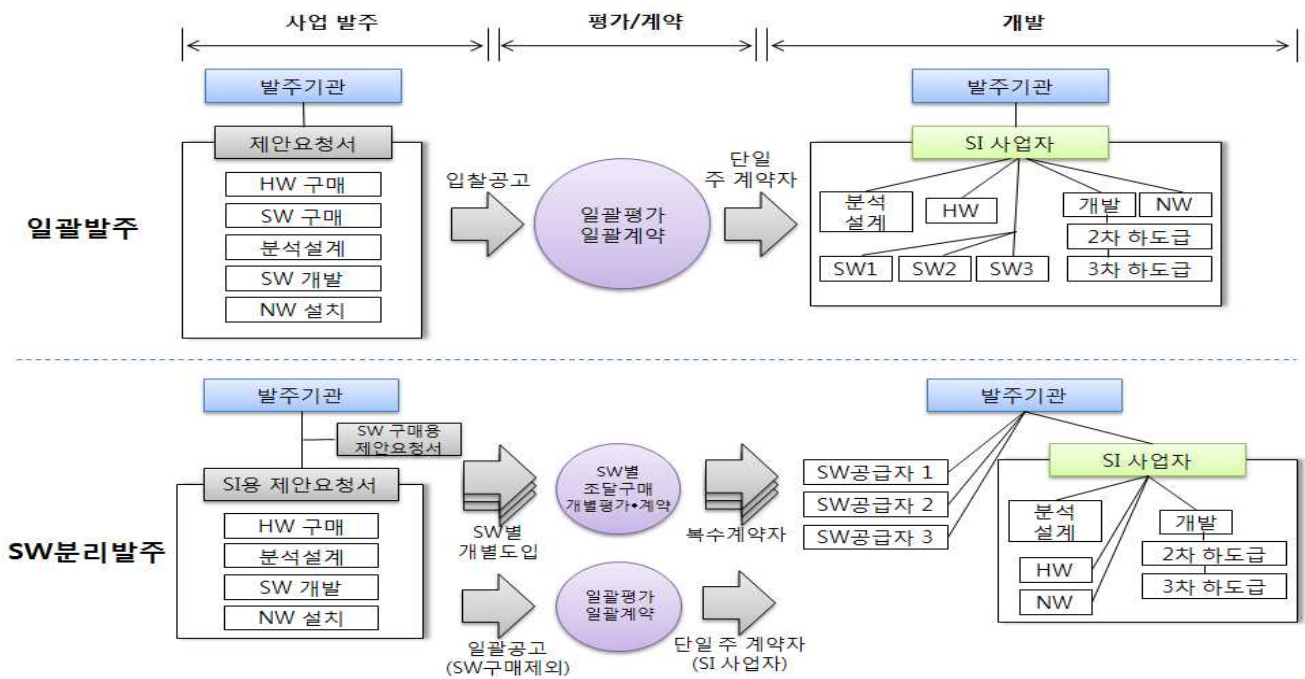 사업 발주
평가/계약
개발
일괄발주
발주기관
제안요청서
HW 구매
SW 구매
분석설계
SW 개발
NW 설치
입찰공고
일괄평가
일괄계약
단일
주 계약자
발주기관
SI 사업자
분석
설계
HW
개발
NW
2차 하도급
3차 하도급
SW1
SW2
SW3
SW분리발주
발주기관
SW 구매용
제안요청서
SI용 제안요청서
HW 구매
분석설계
SW 개발
NW 설치
SW별
개별도입
SW별
조달구매
개별평가•계약
복수계약자
일괄공고
(SW구매제외)
일괄평가
일괄계약
단일 주 계약자
(SI 사업자)
발주기관
SW공급자 1
SW공급자 2
SW공급자 3
SI 사업자
분석
설계
개발
HW
NW
2차 하도급
3차 하도급